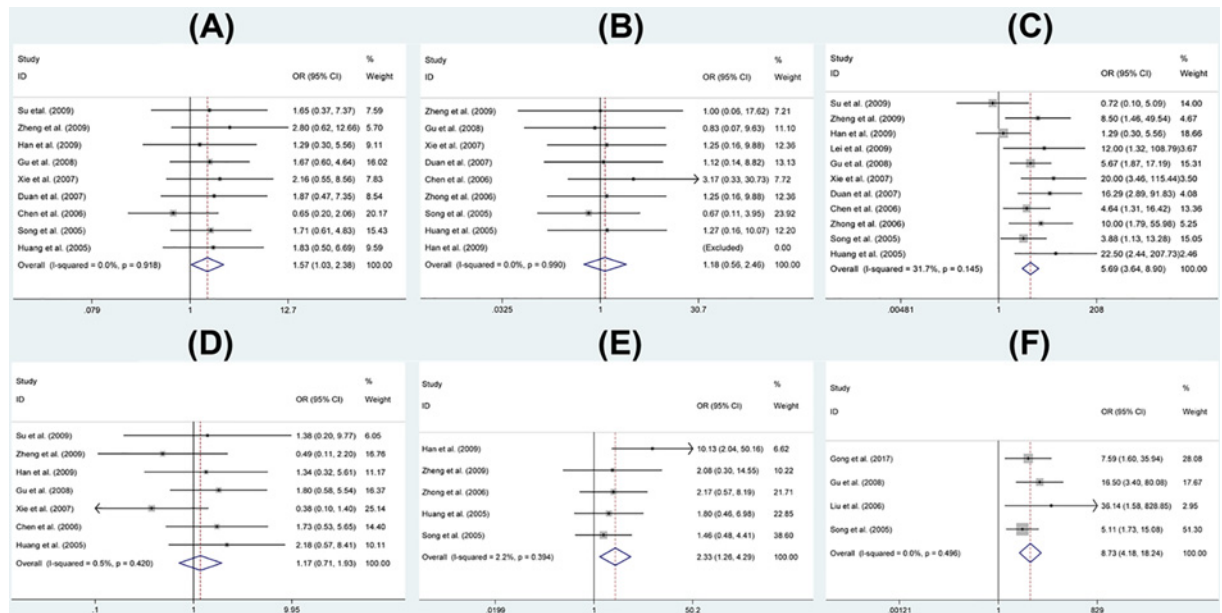 (A)
Study %
ID OR (95% CI) Weight
Su etal. (2009) 1.65 (0.37, 7.37) 7.59
Zheng et al. (2009) 2.80 (0.62, 12.66) 5.70
Han et al. (2009) 1.29 (0.30, 5.56) 9.11
Gu et al. (2008) 1.67 (0.60, 4.64) 16.02
Xie et al. (2007) 2.16 (0.55, 8.56) 7.83
Duan et al. (2007) 1.87 (0.47, 7.35) 8.54
Chen et al. (2006) 0.65 (0.20, 2.06) 20.17
Song et al. (2005) 1.71 (0.61, 4.83) 15.43
Huang et al. (2005) 1.83 (0.50, 6.69) 9.59
Overall (I-squared = 0.0%, p = 0.918) 1.57 (1.03, 2.38) 100.00
.079 1 12.7
(B)
Study %
ID OR (95% CI) Weight
Zheng et al. (2009) 1.00 (0.06, 17.62) 7.21
Gu et al. (2008) 0.83 (0.07, 9.63) 11.10
Xie et al. (2007) 1.25 (0.16, 9.88) 12.36
Duan et al. (2007) 1.12 (0.14, 8.82) 13.13
Chen et al. (2006) 3.17 (0.33, 30.73) 7.72
Zhong et al. (2006) 1.25 (0.16, 9.88) 12.36
Song et al. (2005) 0.67 (0.11, 3.95) 23.92
Huang et al. (2005) 1.27 (0.16, 10.07) 12.20
Han et al. (2009) (Excluded) 0.00
Overall (I-squared = 0.0%, p = 0.990) 1.18 (0.56, 2.46) 100.00
.0325 1 30.7
(C)
Study %
ID OR (95% CI) Weight
Su et al. (2009) 0.72 (0.10, 5.09) 14.00
Zheng et al. (2009) 8.50 (1.46, 49.54) 4.67
Han et al. (2009) 1.29 (0.30, 5.56) 18.66
Lei et al. (2009) 12.00 (1.32, 108.79) 3.67
Gu et al. (2008) 5.67 (1.87, 17.19) 15.31
Xie et al. (2007) 20.00 (3.46, 115.44) 3.50
Duan et al. (2007) 16.29 (2.89, 91.83) 4.08
Chen et al. (2006) 4.64 (1.31, 16.42) 13.36
Zhong et al. (2006) 10.00 (1.79, 55.98) 5.25
Song et al. (2005) 3.88 (1.13, 13.28) 15.05
Huang et al. (2005) 22.50 (2.44, 207.73) 2.46
Overall (I-squared = 31.7%, p = 0.145) 5.69 (3.64, 8.90) 100.00
.00481 1 208
(D)
Study %
ID OR (95% CI) Weight
Su et al. (2009) 1.38 (0.20, 9.77) 6.05
Zheng et al. (2009) 0.49 (0.11, 2.20) 16.76
Han et al. (2009) 1.34 (0.32, 5.61) 11.17
Gu et al. (2008) 1.80 (0.58, 5.54) 16.37
Xie et al. (2007) 0.38 (0.10, 1.40) 25.14
Chen et al. (2006) 1.73 (0.53, 5.65) 14.40
Huang et al. (2005) 2.18 (0.57, 8.41) 10.11
Overall (I-squared = 0.5%, p = 0.420) 1.17 (0.71, 1.93) 100.00
.1 1 9.95
(E)
Study %
ID OR (95% CI) Weight
Han et al. (2009) 10.13 (2.04, 50.16) 6.62
Zheng et al. (2009) 2.08 (0.30, 14.55) 10.22
Zhong et al. (2006) 2.17 (0.57, 8.19) 21.71
Huang et al. (2005) 1.80 (0.46, 6.98) 22.85
Song et al. (2005) 1.46 (0.48, 4.41) 38.60
Overall (I-squared = 2.2%, p = 0.394) 2.33 (1.26, 4.29) 100.00
.0199 1 50.2
(F)
Study %
ID OR (95% CI) Weight
Gong et al. (2017) 7.59 (1.60, 35.94) 28.08
Gu et al. (2008) 16.50 (3.40, 80.08) 17.67
Liu et al. (2006) 36.14 (1.58, 828.85) 2.95
Song et al. (2005) 5.11 (1.73, 15.08) 51.30
Overall (I-squared = 0.0%, p = 0.496) 8.73 (4.18, 18.24) 100.00
.00121 1 829